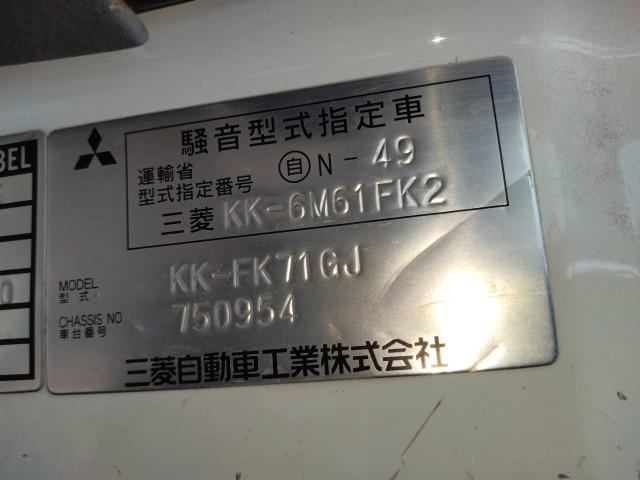 BEL
0
騒音型式指定車
運輸省
型式指定番号 自 N-49
三菱 KK-6M61FK2
MODEL
型式 KK-FK71GJ
CHASSIS NO
車台番号 750954
三菱自動車工業株式会社